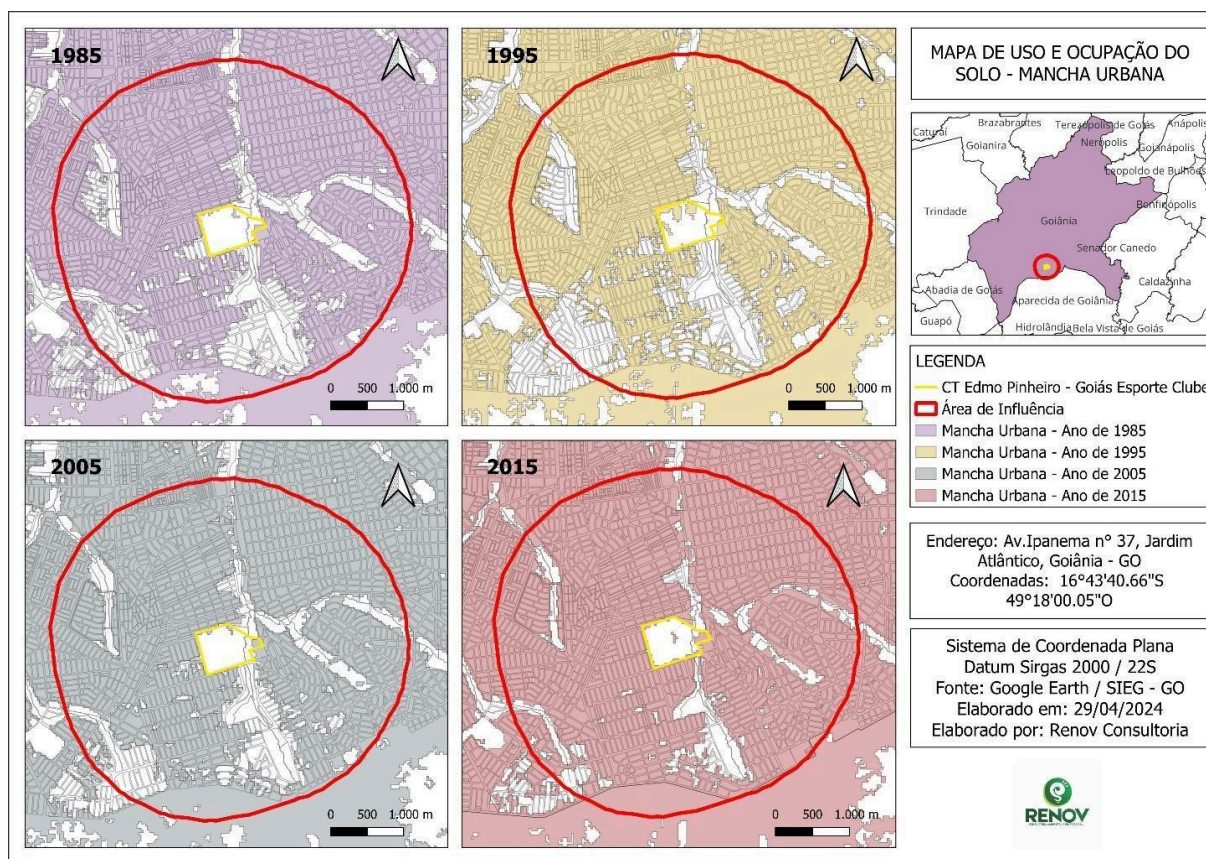 1985
1995
0 500 1.000 m
0 500 1.000 m
2005
2015
0 500 1.000 m
0 500 1.000 m
MAPA DE USO E OCUPAÇÃO DO
SOLO - MANCHA URBANA
Caturaí
Brazabrantes
Terezópolis de Goiás
Anápolis
Goianira
Nerópolis
Goianápolis
Leopoldo de Bulhões
Bonfinópolis
Trindade
Goiânia
Senador Canedo
Abadia de Goiás
Caldazinha
Aparecida de Goiânia
Guapó
Hidrolândia
Bela Vista de Goiás
LEGENDA
CT Edmo Pinheiro - Goiás Esporte Clube
Área de Influência
Mancha Urbana - Ano de 1985
Mancha Urbana - Ano de 1995
Mancha Urbana - Ano de 2005
Mancha Urbana - Ano de 2015
Endereço: Av.Ipanema n° 37, Jardim
Atlântico, Goiânia - GO
Coordenadas: 16°43'40.66"S
49°18'00.05"O
Sistema de Coordenada Plana
Datum Sirgas 2000 / 22S
Fonte: Google Earth / SIEG - GO
Elaborado em: 29/04/2024
Elaborado por: Renov Consultoria
RENOV